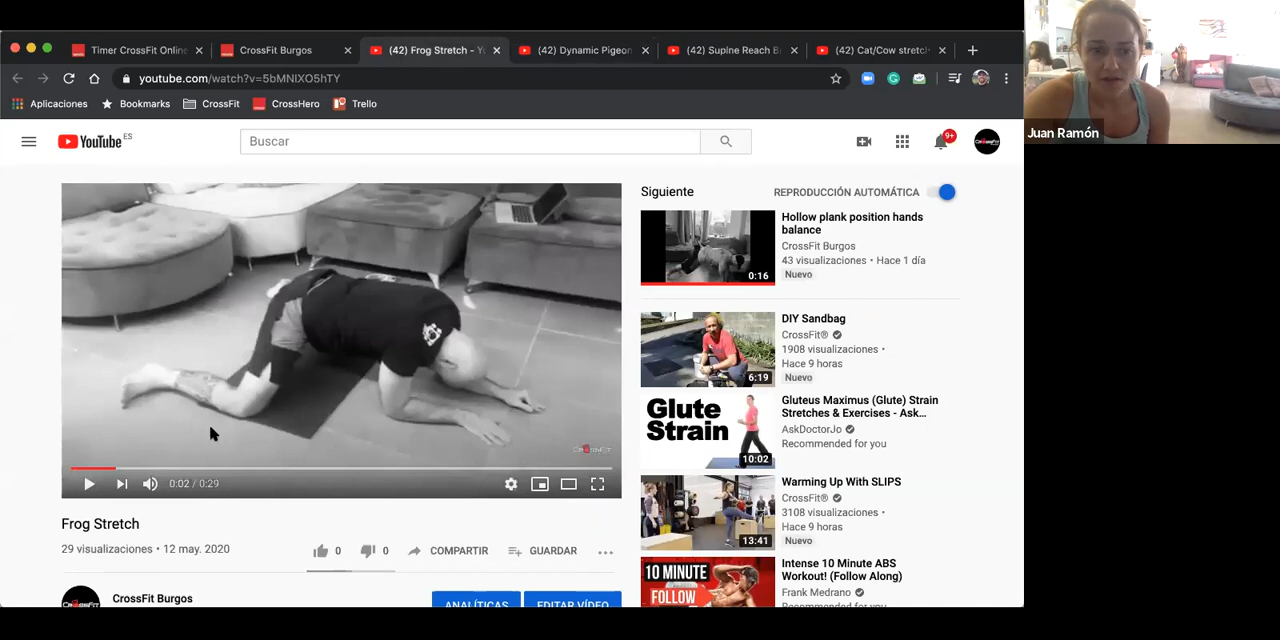 Timer CrossFit Online
CrossFit Burgos
(42) Frog Stretch - Yo
(42) Dynamic Pigeon
(42) Supine Reach B
(42) Cat/Cow stretch
youtube.com/watch?v=5bMNIXO5hTY
Aplicaciones
Bookmarks
CrossFit
CrossHero
Trello
Juan Ramón
YouTube ES
Buscar
9+
Siguiente
REPRODUCCIÓN AUTOMÁTICA
Hollow plank position hands
balance
CrossFit Burgos
43 visualizaciones • Hace 1 día
Nuevo
0:16
DIY Sandbag
CrossFit®
1908 visualizaciones •
Hace 9 horas
Nuevo
6:19
Glute
Strain
10:02
Gluteus Maximus (Glute) Strain
Stretches & Exercises - Ask...
AskDoctorJo
Recommended for you
Warming Up With SLIPS
CrossFit®
3108 visualizaciones •
Hace 9 horas
Nuevo
13:41
10 MINUTE
FOLLOW
Intense 10 Minute ABS
Workout! (Follow Along)
Frank Medrano
Recommended for you
0:02 / 0:29
Frog Stretch
29 visualizaciones • 12 may. 2020
0
0
COMPARTIR
GUARDAR
CrossFit Burgos
ANALÍTICAS
EDITAR VÍDEO